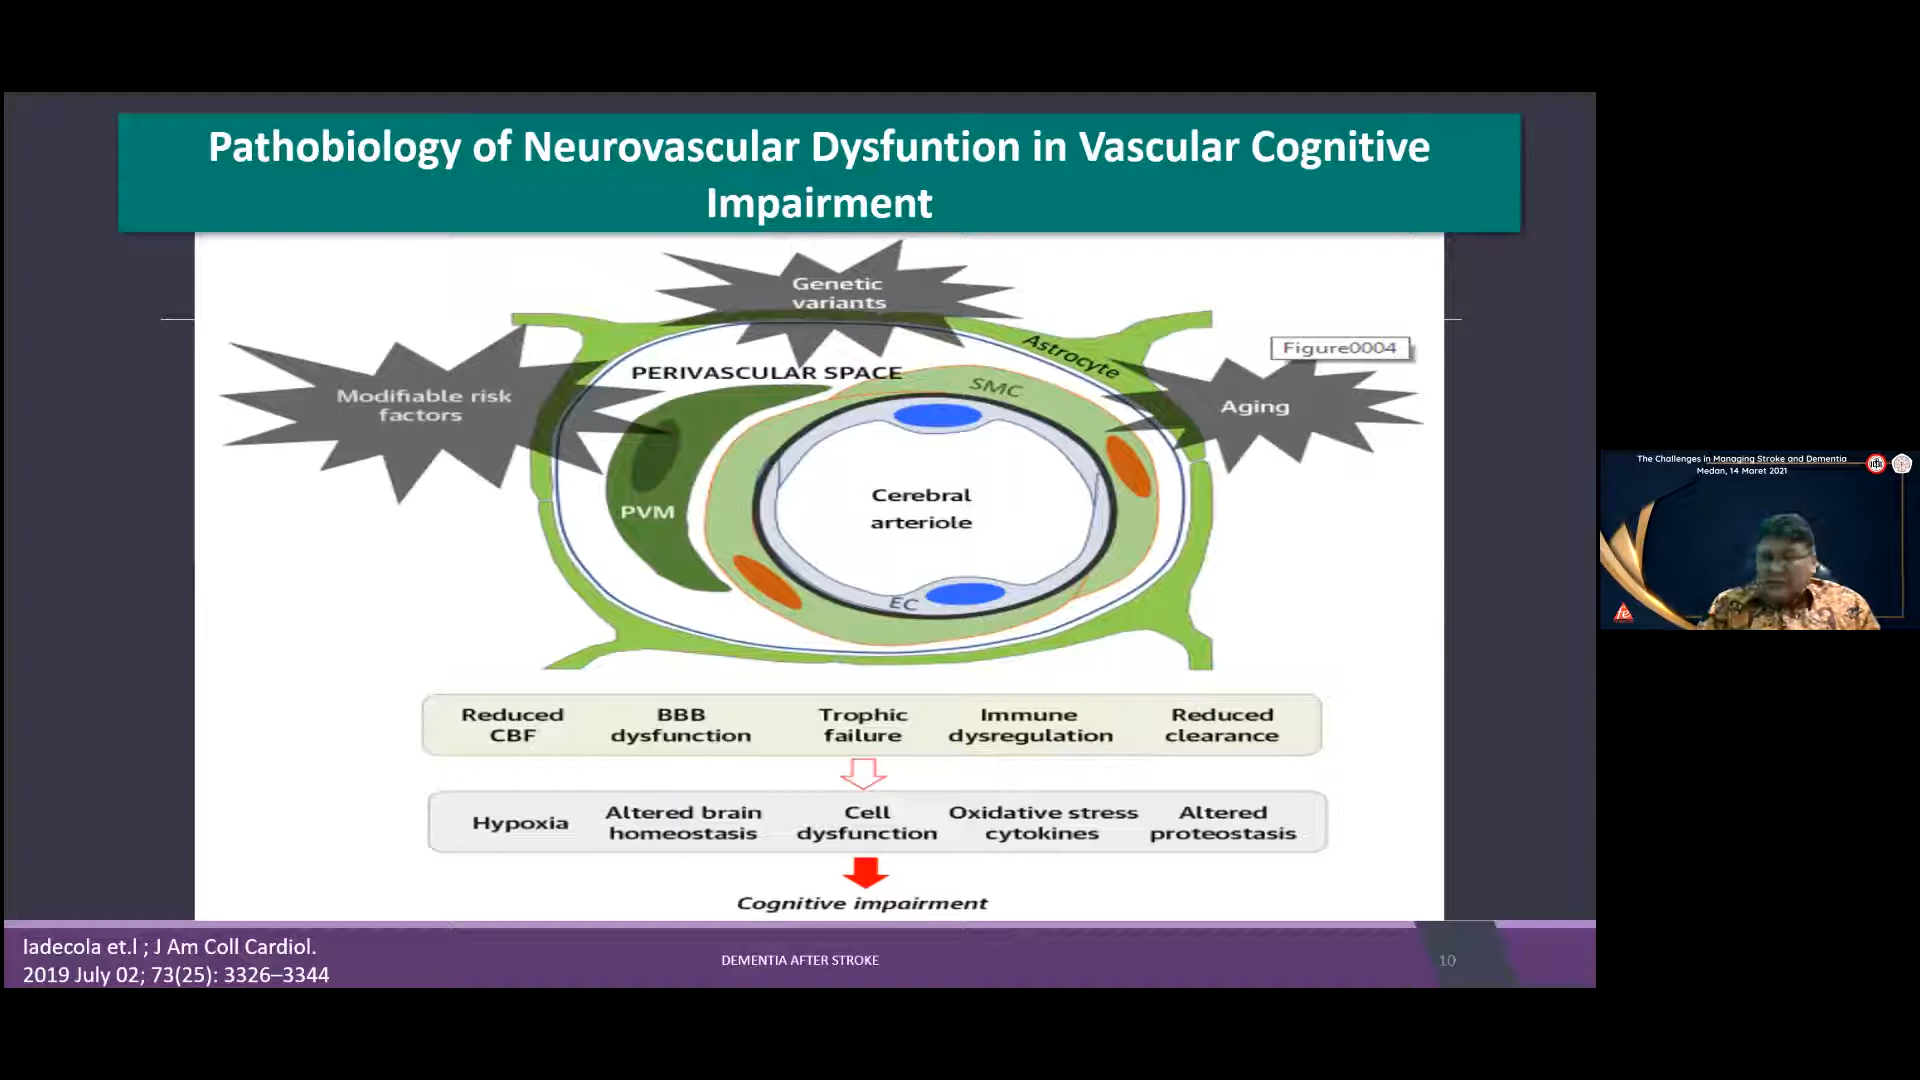 Pathobiology of Neurovascular Dysfuntion in Vascular Cognitive
Impairment
Genetic
variants
Modifiable risk
factors
Aging
Figure0004
Astrocyte
PERIVASCULAR SPACE
SMC
PVM
Cerebral
arteriole
EC
Reduced
CBF
BBB
dysfunction
Trophic
failure
Immune
dysregulation
Reduced
clearance
Hypoxia
Altered brain
homeostasis
Cell
dysfunction
Oxidative stress
cytokines
Altered
proteostasis
Cognitive impairment
Iadecola et.l ; J Am Coll Cardiol.
2019 July 02; 73(25): 3326–3344
DEMENTIA AFTER STROKE
10
The Challenges in Managing Stroke and Dementia
Medan, 14 Maret 2021